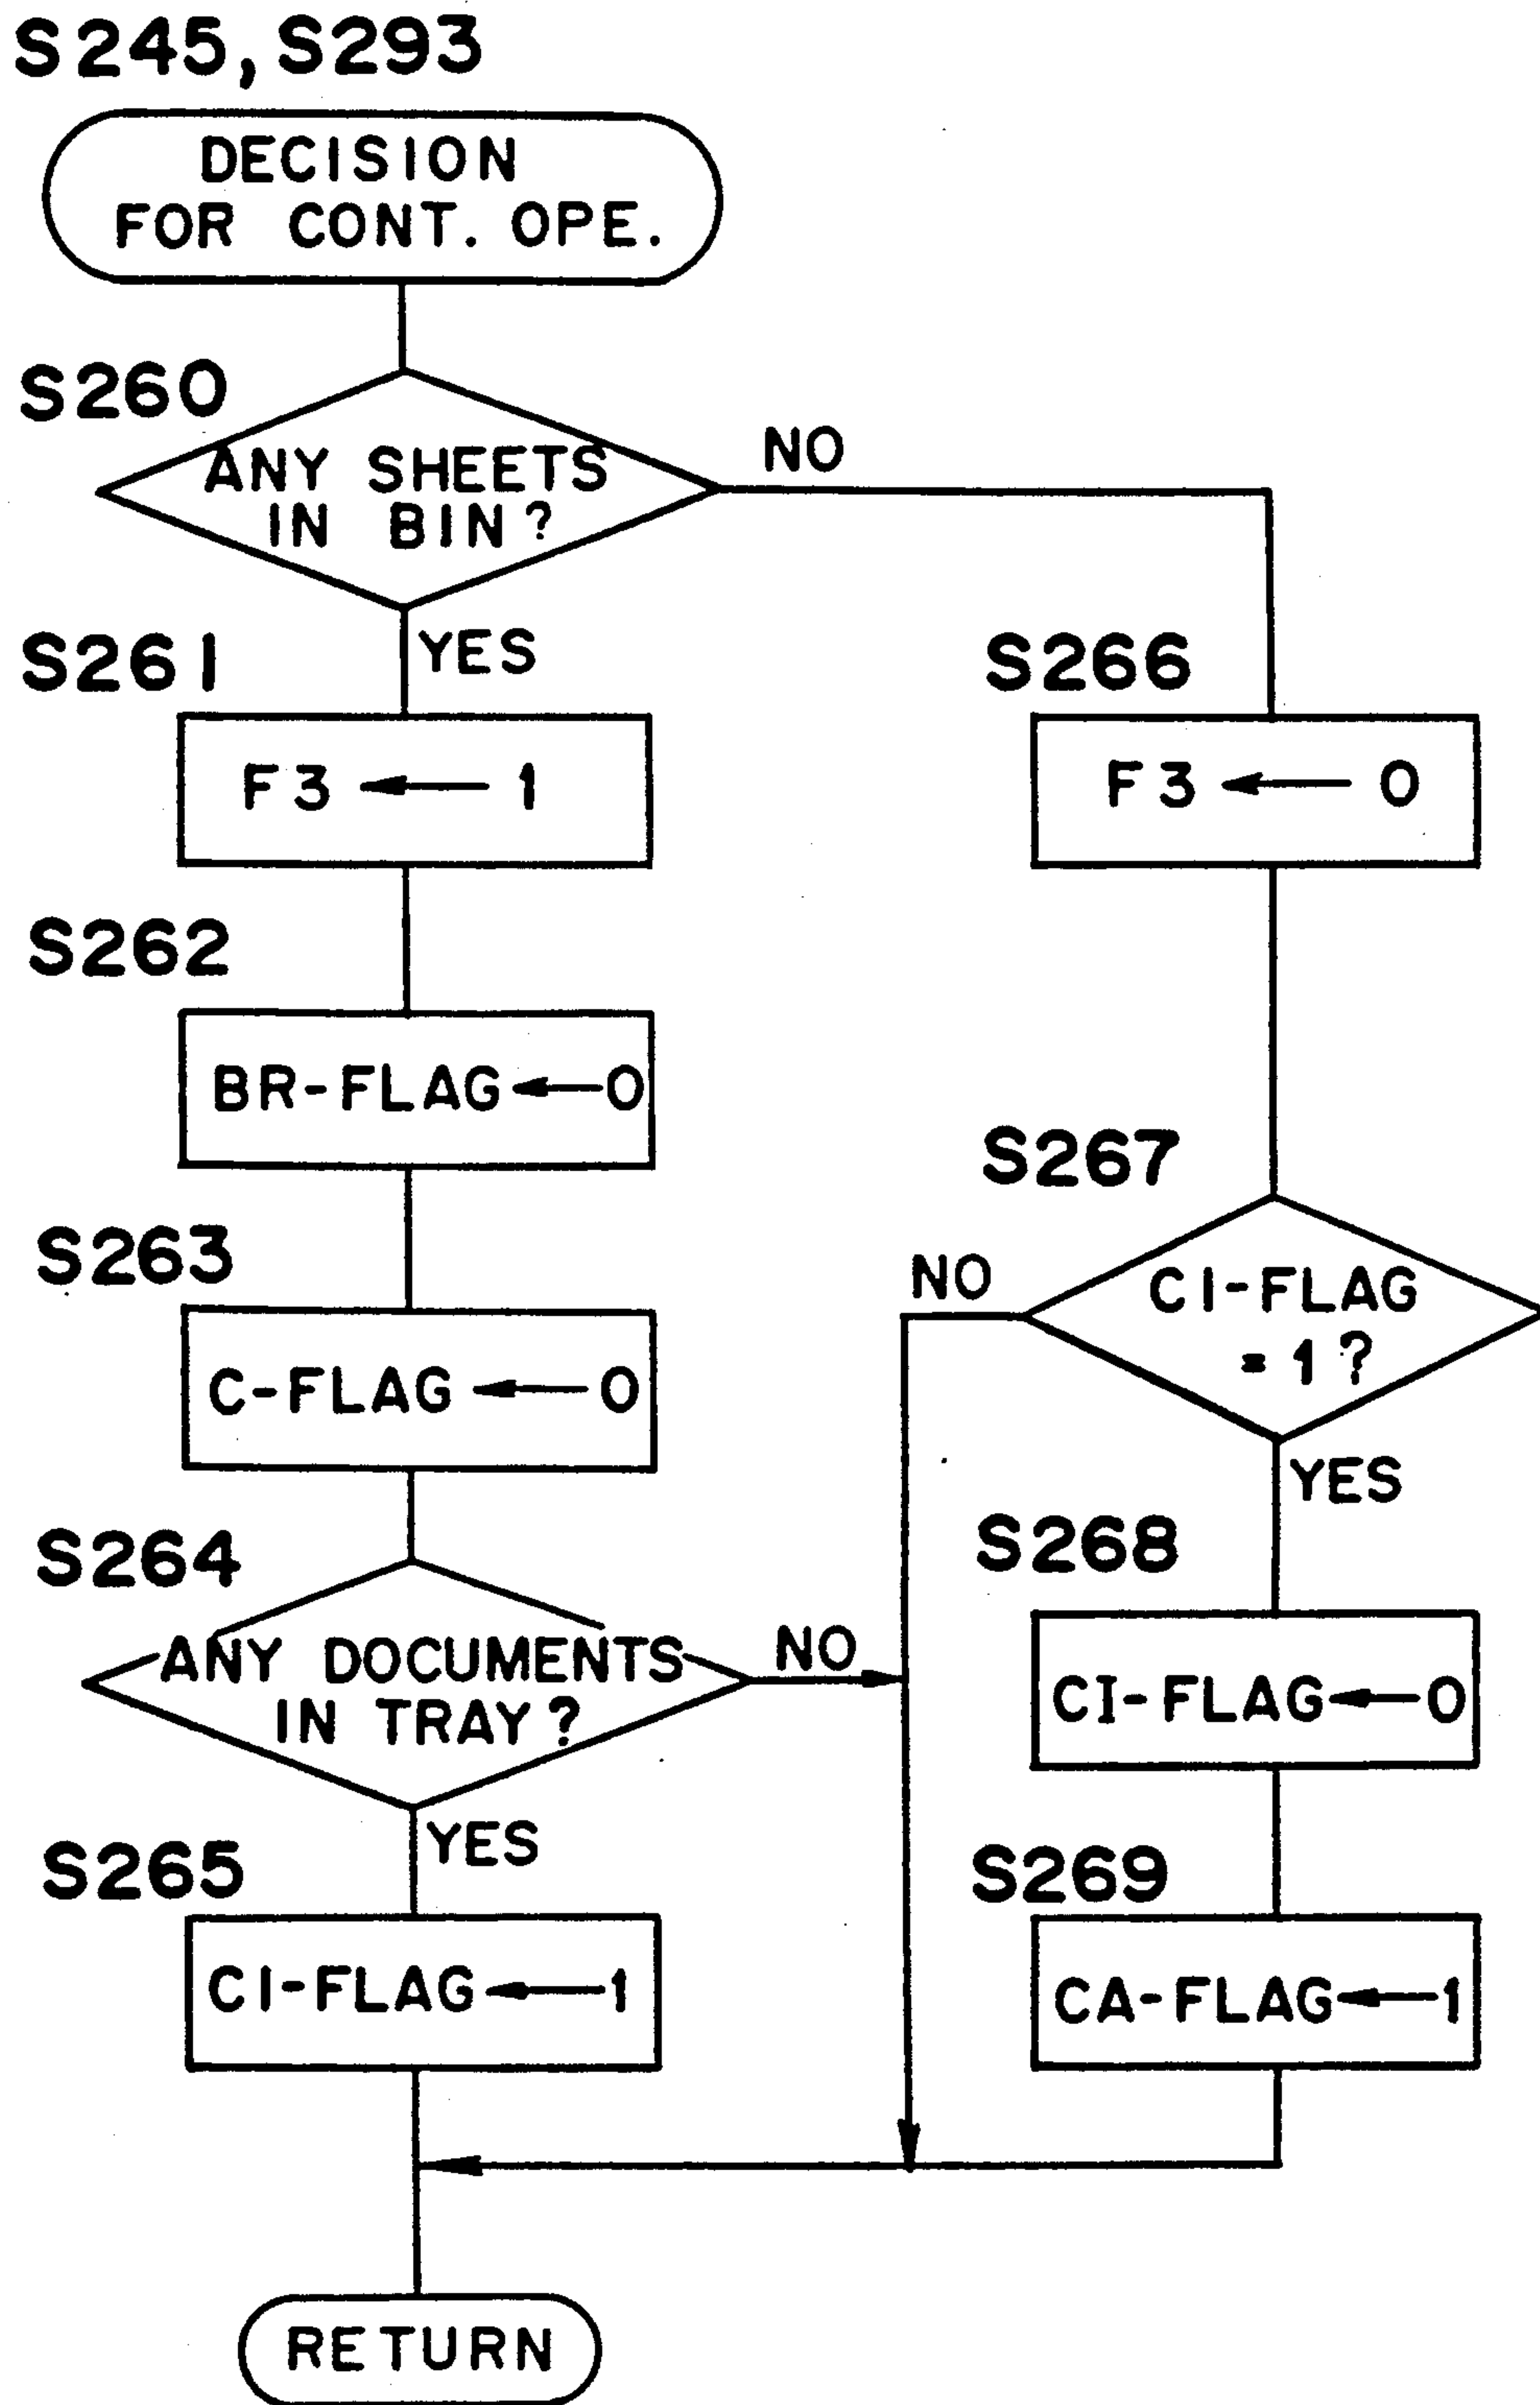 S245, S293
DECISION
FOR CONT. OPE.
S260
ANY SHEETS
IN BIN?
NO
YES
S261
F3 ← 1
S262
BR-FLAG ← 0
S263
C-FLAG ← 0
S264
ANY DOCUMENTS
IN TRAY?
NO
YES
S265
CI-FLAG ← 1
S266
F3 ← 0
S267
CI-FLAG
= 1?
NO
YES
S268
CI-FLAG ← 0
S269
CA-FLAG ← 1
RETURN